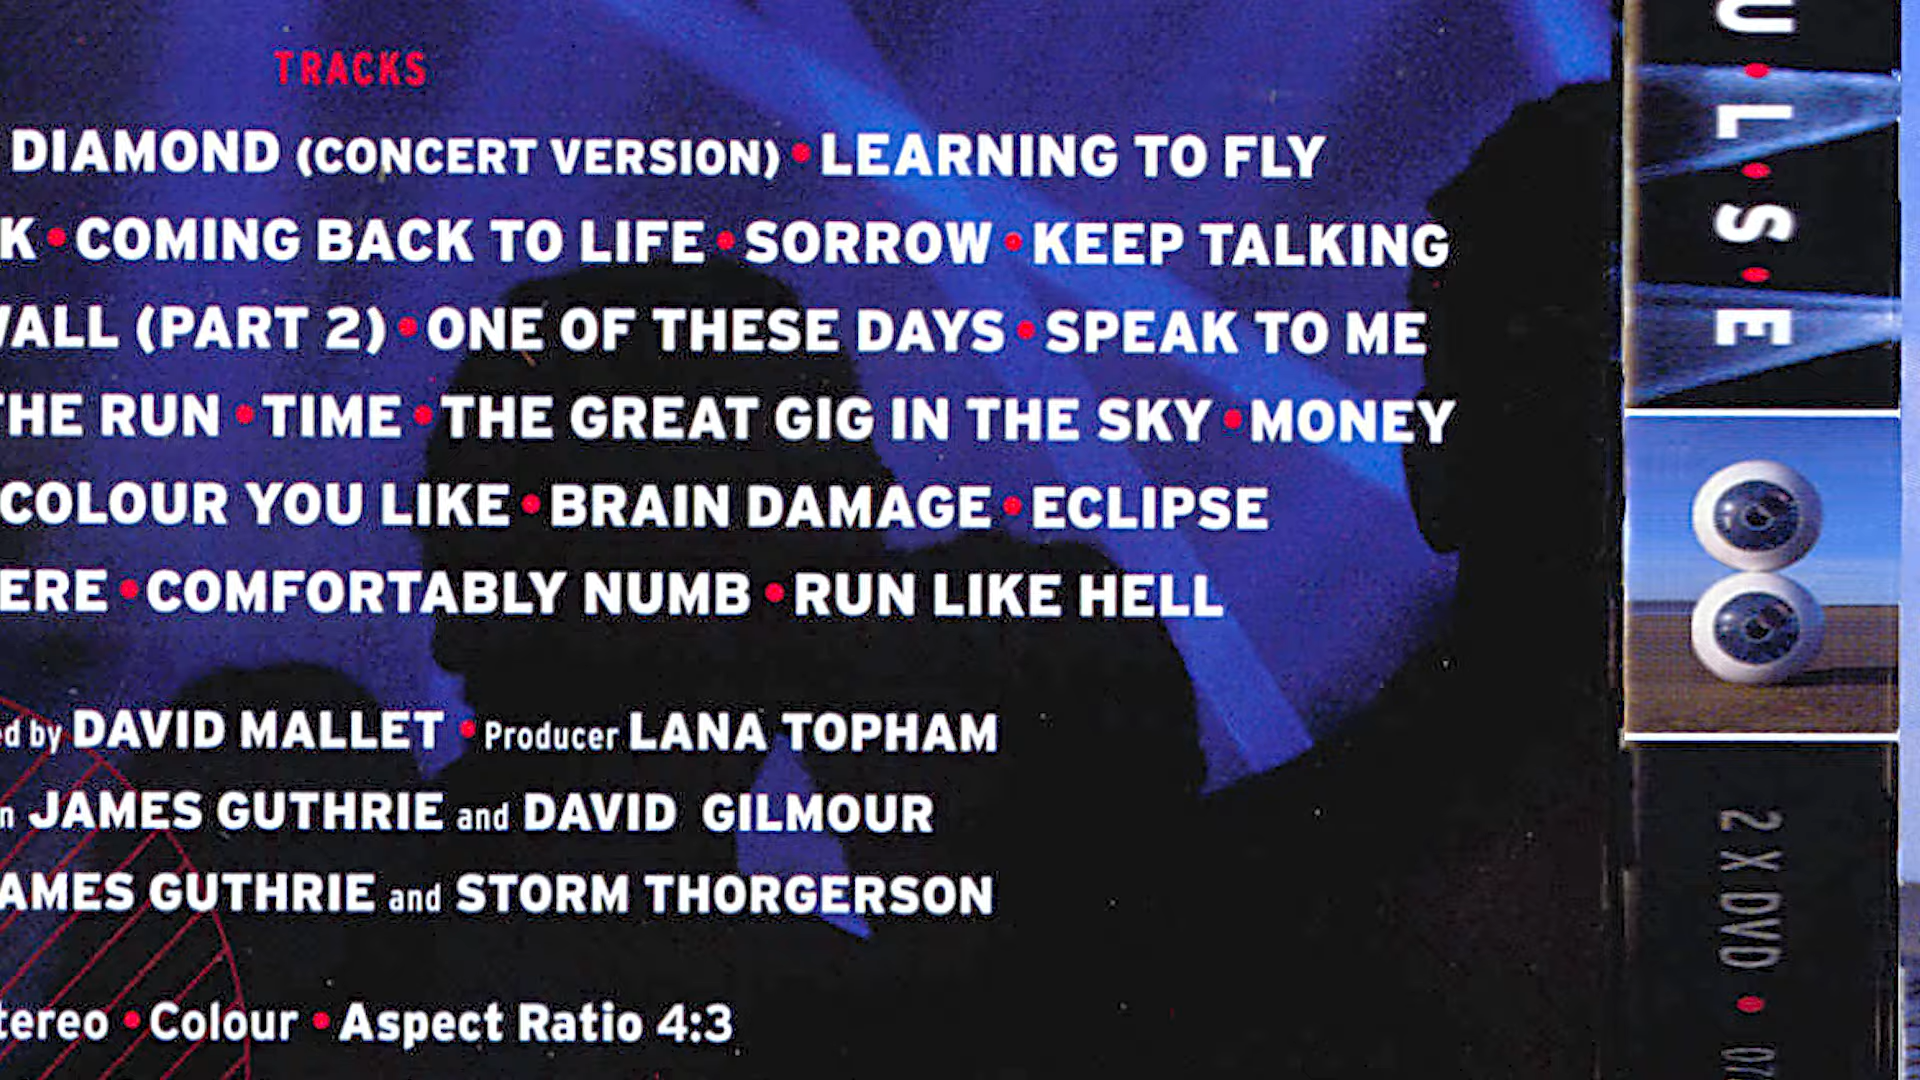 TRACKS
DIAMOND (CONCERT VERSION) • LEARNING TO FLY
K • COMING BACK TO LIFE • SORROW • KEEP TALKING
WALL (PART 2) • ONE OF THESE DAYS • SPEAK TO ME
THE RUN • TIME • THE GREAT GIG IN THE SKY • MONEY
COLOUR YOU LIKE • BRAIN DAMAGE • ECLIPSE
ERE • COMFORTABLY NUMB • RUN LIKE HELL
ed by DAVID MALLET • Producer LANA TOPHAM
n JAMES GUTHRIE and DAVID GILMOUR
AMES GUTHRIE and STORM THORGERSON
tereo • Colour • Aspect Ratio 4:3
U • L • S • E
2 X DVD •